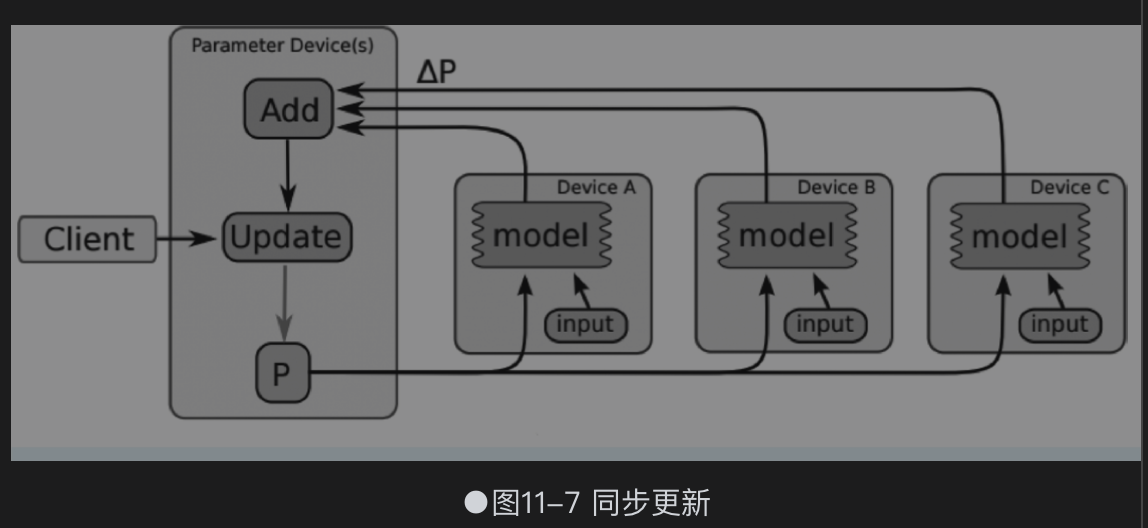 Parameter Device(s)
ΔP
Add
Device A
Device B
Device C
Client
Update
model
model
model
input
input
input
P
●图11–7 同步更新